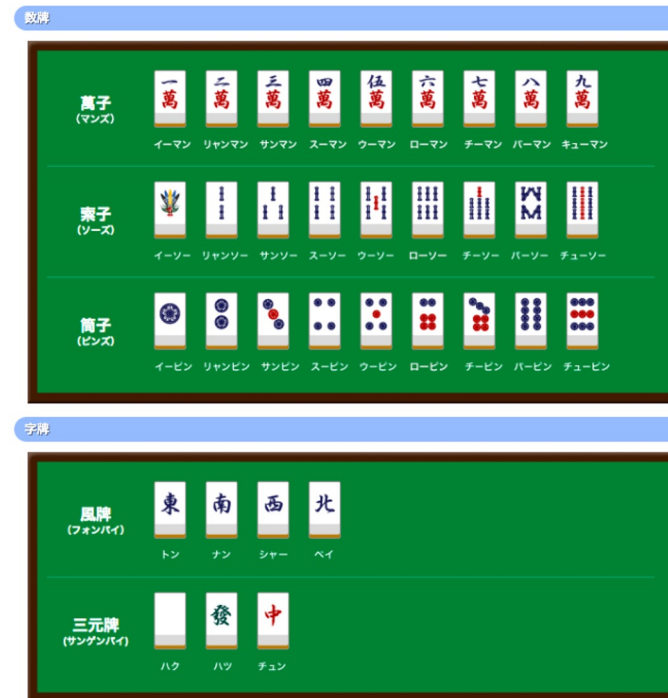 数牌
一 二 三 四 伍 六 七 八 九
萬子 萬 萬 萬 萬 萬 萬 萬 萬 萬
(マンズ)
イーマン リャンマン サンマン スーマン ウーマン ローマン チーマン パーマン キューマン
索子
(ソーズ)
イーソー リャンソー サンソー スーソー ウーソー ローソー チーソー パーソー チューソー
筒子
(ピンズ)
イーピン リャンピン サンピン スーピン ウーピン ローピン チーピン パーピン チューピン
字牌
風牌 東 南 西 北
(フォンパイ)
トン ナン シャー ペイ
三元牌 發 中
(サンゲンパイ)
ハク ハツ チュン